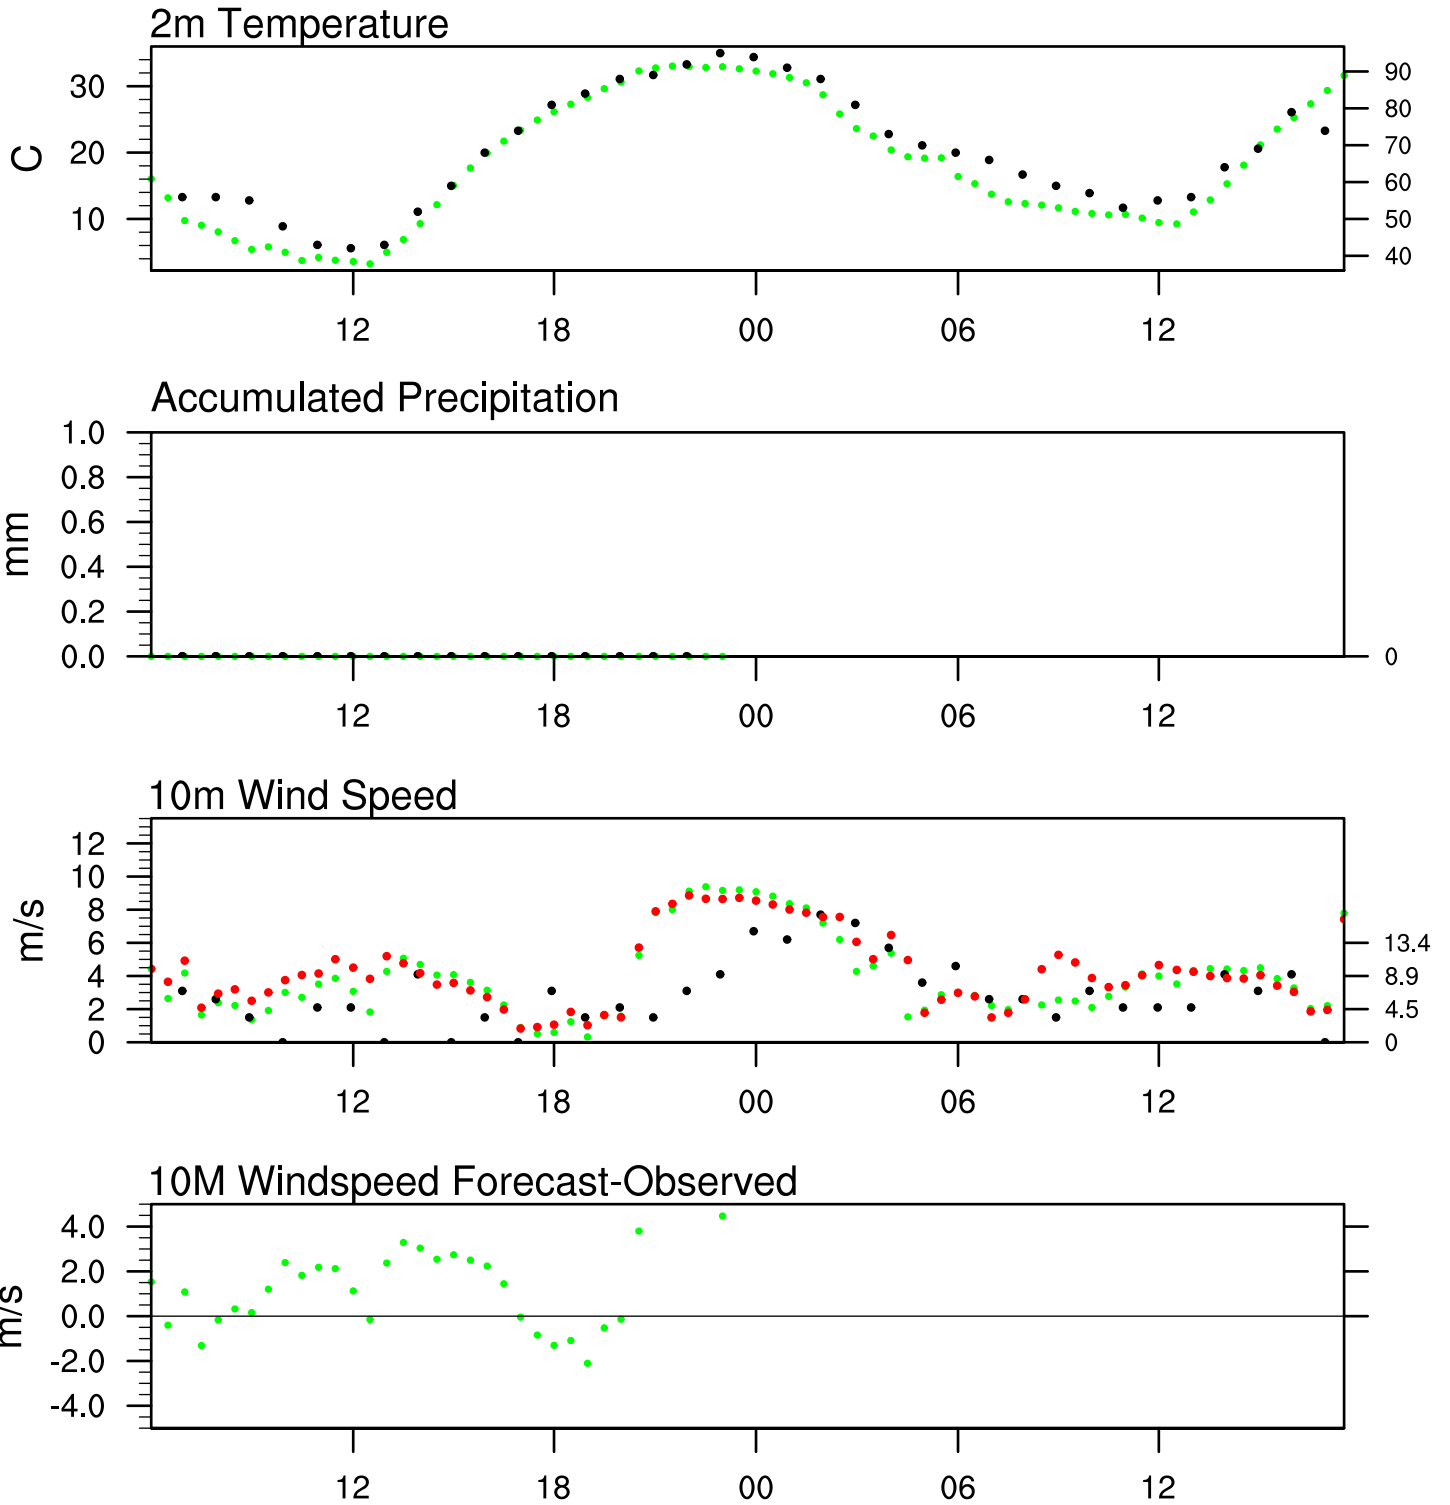 2m Temperature
30
20
10
C
90
80
70
60
50
40
12 18 00 06 12
Accumulated Precipitation
1.0
0.8
0.6
0.4
0.2
0.0
mm
0
12 18 00 06 12
10m Wind Speed
12
10
8
6
4
2
0
m/s
13.4
8.9
4.5
0
12 18 00 06 12
10M Windspeed Forecast-Observed
4.0
2.0
0.0
-2.0
-4.0
m/s
12 18 00 06 12